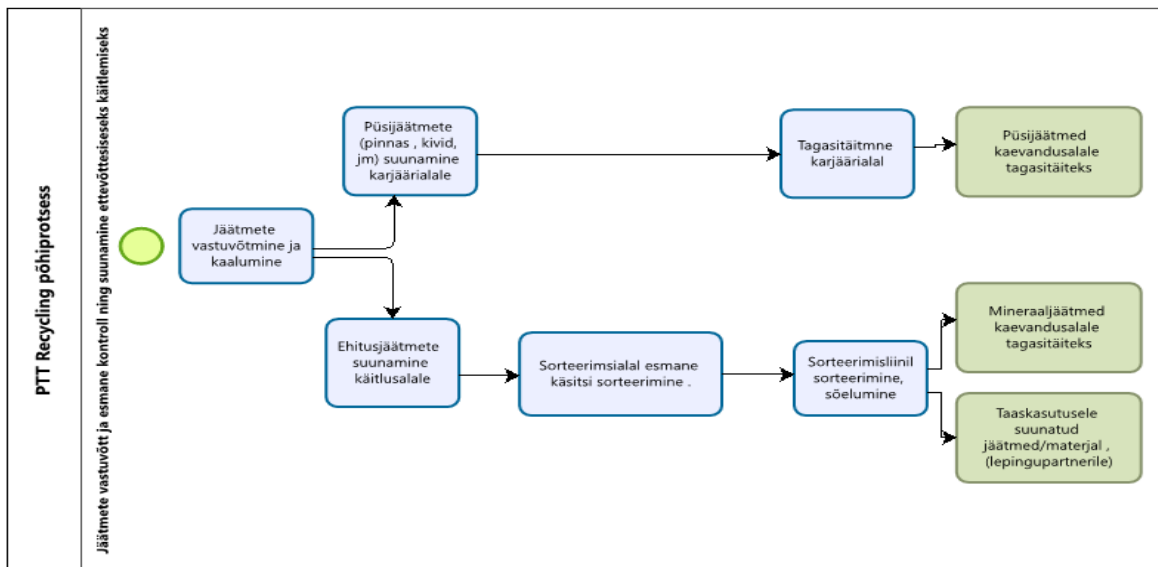 PTT Recycling põhiprotsess
Jäätmete vastuvõtt ja esmane kontroll ning suunamine ettevõttesiseseks käitlemiseks
Jäätmete
vastuvõtmine ja
kaalumine
Püsijäätmete
(pinnas , kivid,
jm) suunamine
karjäärialale
Tagasitäitmne
karjäärialal
Püsijäätmed
kaevandusalale
tagasitäiteks
Ehitusjäätmete
suunamine
käitlusalale
Sorteerimsialal esmane
käsitsi sorteerimine .
Sorteerimisliinil
sorteerimine,
sõelumine
Mineraaljäätmed
kaevandusalale
tagasitäiteks
Taaskasutusele
suunatud
jäätmed/materjal ,
(lepingupartnerile)